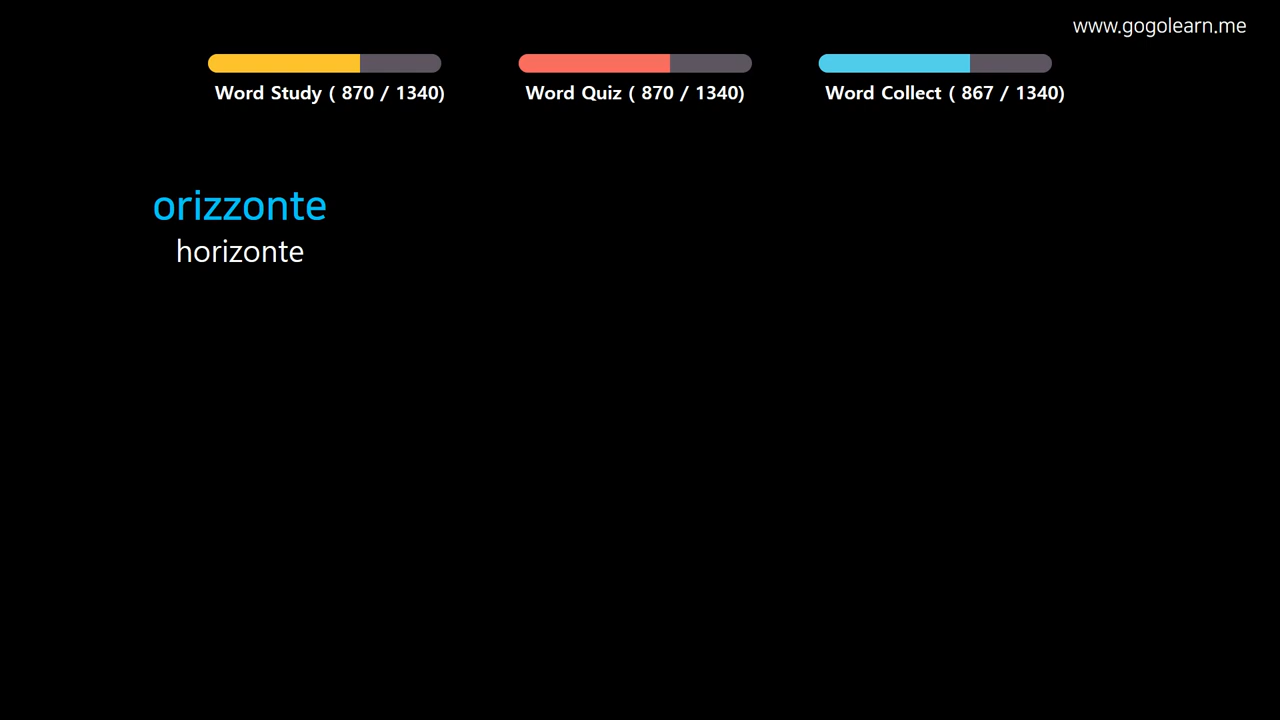 www.gogolearn.me
Word Study ( 870 / 1340)
Word Quiz ( 870 / 1340)
Word Collect ( 867 / 1340)
orizzonte
horizonte